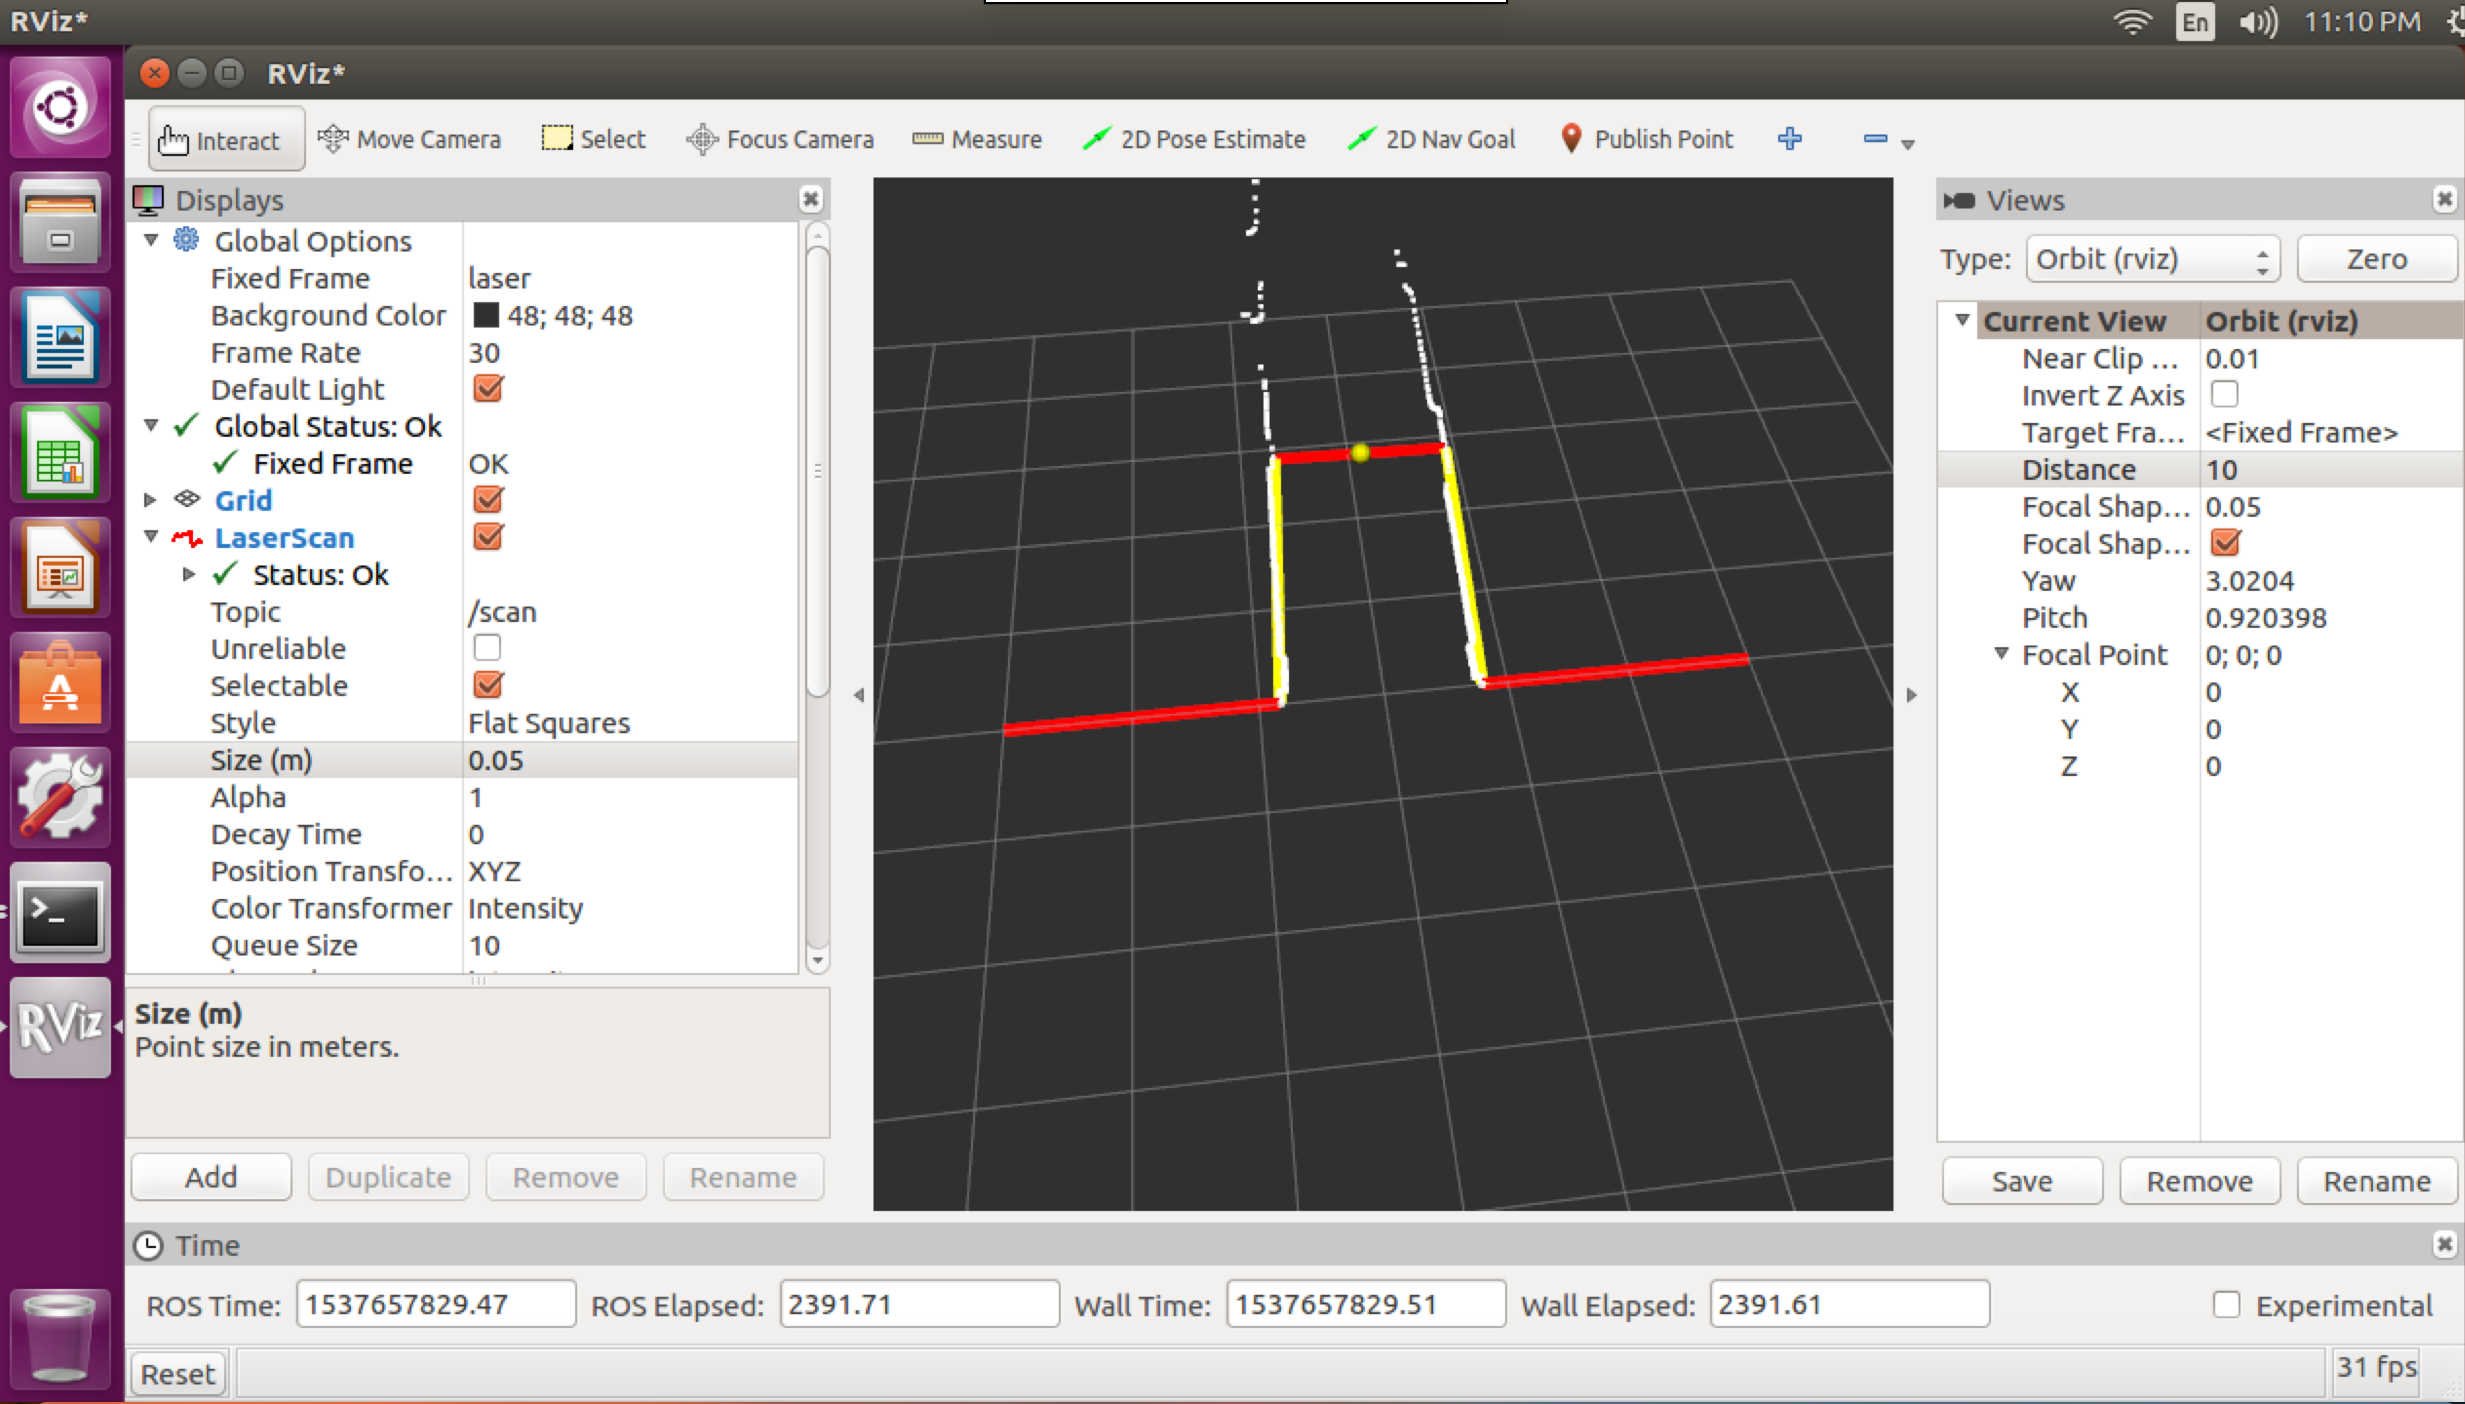 RViz*
En
11:10 PM
RViz*
Interact
Move Camera
Select
Focus Camera
Measure
2D Pose Estimate
2D Nav Goal
Publish Point
Displays
Global Options
Fixed Frame laser
Background Color 48; 48; 48
Frame Rate 30
Default Light
Global Status: Ok
Fixed Frame OK
Grid
LaserScan
Status: Ok
Topic /scan
Unreliable
Selectable
Style Flat Squares
Size (m) 0.05
Alpha 1
Decay Time 0
Position Transfo... XYZ
Color Transformer Intensity
Queue Size 10
Size (m)
Point size in meters.
Add
Duplicate
Remove
Rename
Views
Type: Orbit (rviz) Zero
Current View Orbit (rviz)
Near Clip ... 0.01
Invert Z Axis
Target Fra... <Fixed Frame>
Distance 10
Focal Shap... 0.05
Focal Shap...
Yaw 3.0204
Pitch 0.920398
Focal Point 0; 0; 0
X 0
Y 0
Z 0
Save
Remove
Rename
RViz
Time
ROS Time: 1537657829.47 ROS Elapsed: 2391.71 Wall Time: 1537657829.51 Wall Elapsed: 2391.61 Experimental
Reset
31 fps